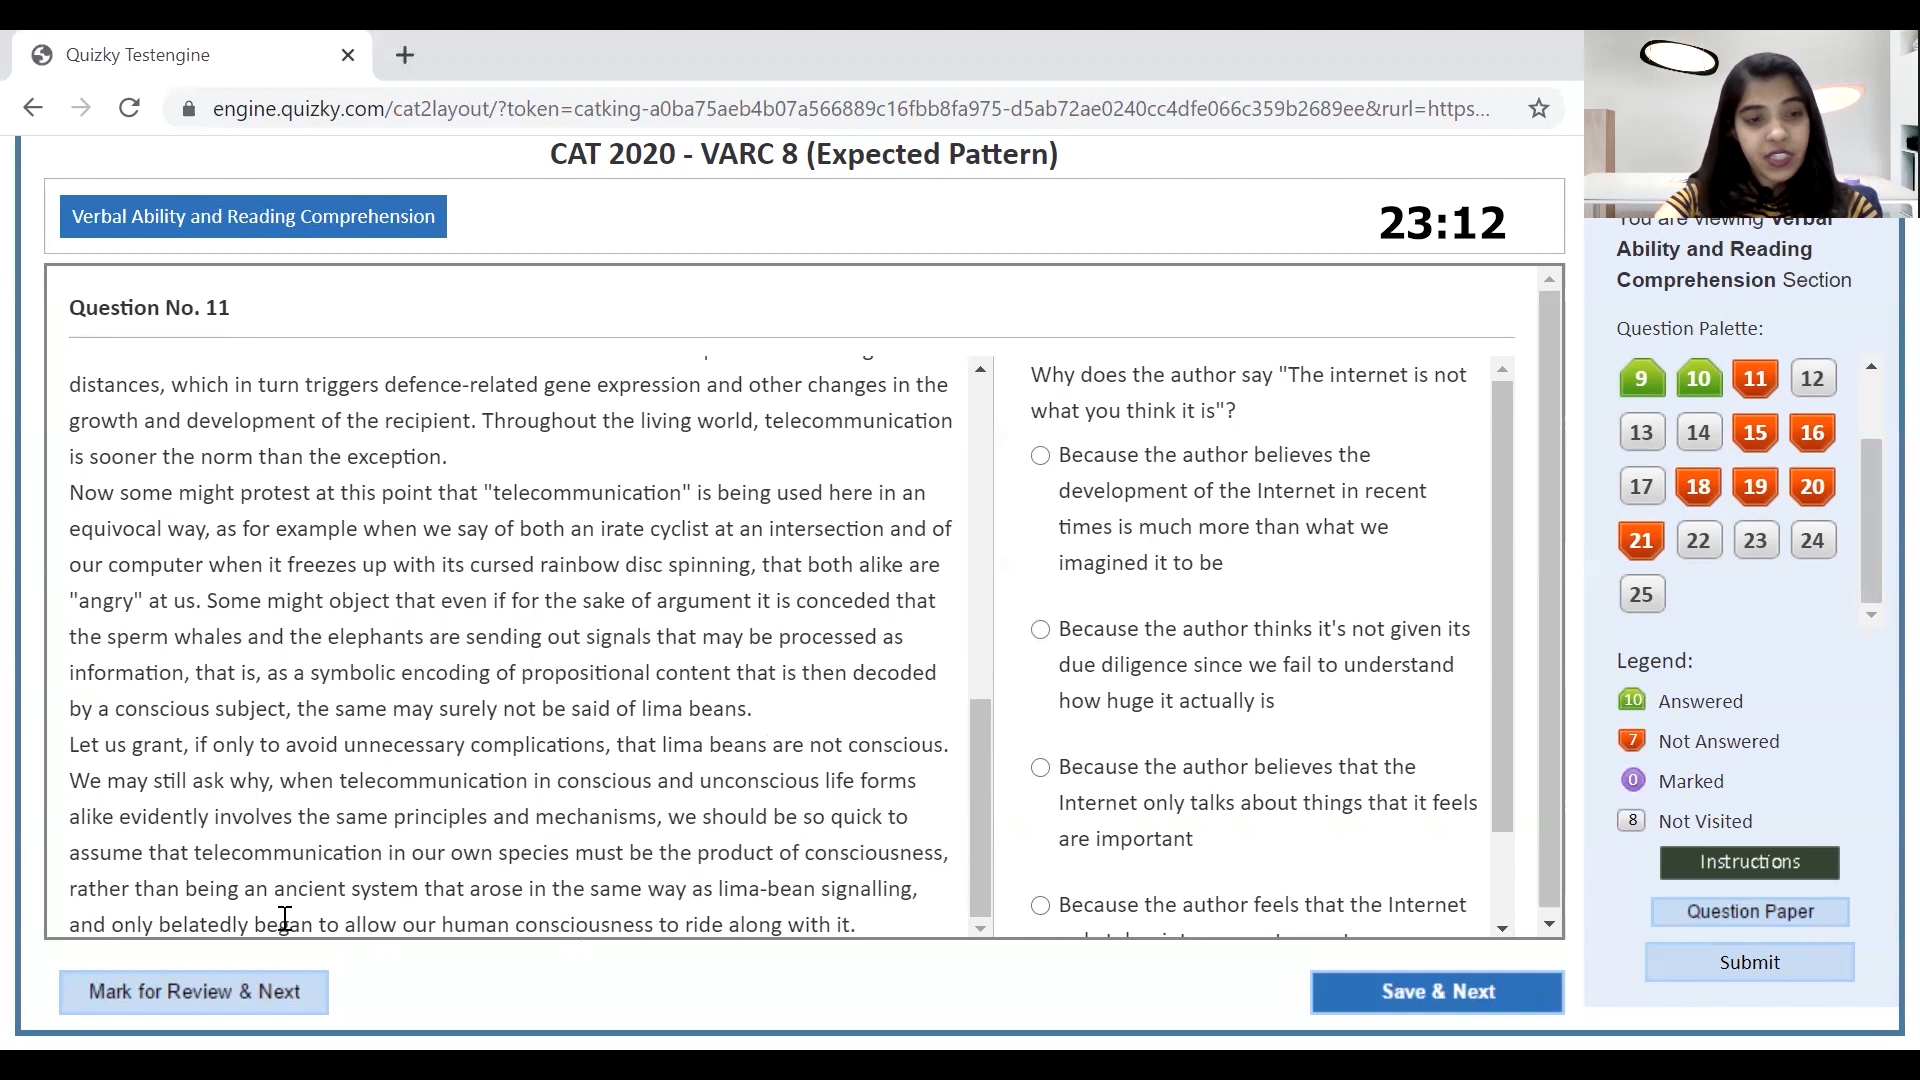 Quizky Testengine
engine.quizky.com/cat2layout/?token=catking-a0ba75aeb4b07a566889c16fbb8fa975-d5ab72ae0240cc4dfe066c359b2689ee&rurl=https...
CAT 2020 - VARC 8 (Expected Pattern)
Verbal Ability and Reading Comprehension
23:12
Question No. 11
distances, which in turn triggers defence-related gene expression and other changes in the
growth and development of the recipient. Throughout the living world, telecommunication
is sooner the norm than the exception.
Now some might protest at this point that "telecommunication" is being used here in an
equivocal way, as for example when we say of both an irate cyclist at an intersection and of
our computer when it freezes up with its cursed rainbow disc spinning, that both alike are
"angry" at us. Some might object that even if for the sake of argument it is conceded that
the sperm whales and the elephants are sending out signals that may be processed as
information, that is, as a symbolic encoding of propositional content that is then decoded
by a conscious subject, the same may surely not be said of lima beans.
Let us grant, if only to avoid unnecessary complications, that lima beans are not conscious.
We may still ask why, when telecommunication in conscious and unconscious life forms
alike evidently involves the same principles and mechanisms, we should be so quick to
assume that telecommunication in our own species must be the product of consciousness,
rather than being an ancient system that arose in the same way as lima-bean signalling,
and only belatedly began to allow our human consciousness to ride along with it.
Why does the author say "The internet is not
what you think it is"?
Because the author believes the
development of the Internet in recent
times is much more than what we
imagined it to be
Because the author thinks it's not given its
due diligence since we fail to understand
how huge it actually is
Because the author believes that the
Internet only talks about things that it feels
are important
Because the author feels that the Internet
Mark for Review & Next
Save & Next
You are viewing Verbal
Ability and Reading
Comprehension Section
Question Palette:
9 10 11 12
13 14 15 16
17 18 19 20
21 22 23 24
25
Legend:
10 Answered
7 Not Answered
0 Marked
8 Not Visited
Instructions
Question Paper
Submit